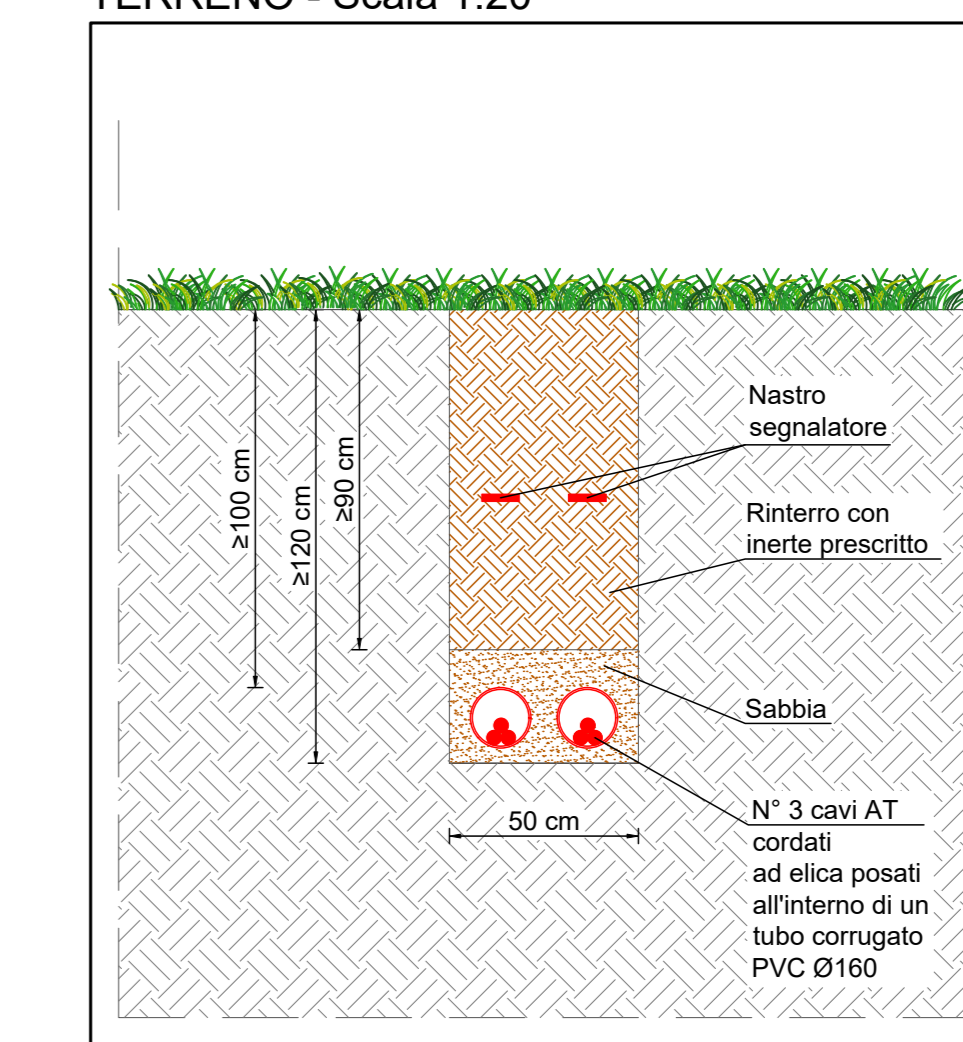 TERRENO - Scala 1:20
Nastro
segnalatore
≥100 cm
≥120 cm
≥90 cm
Rinterro con
inerte prescritto
Sabbia
50 cm
N° 3 cavi AT
cordati
ad elica posati
all'interno di un
tubo corrugato
PVC Ø160